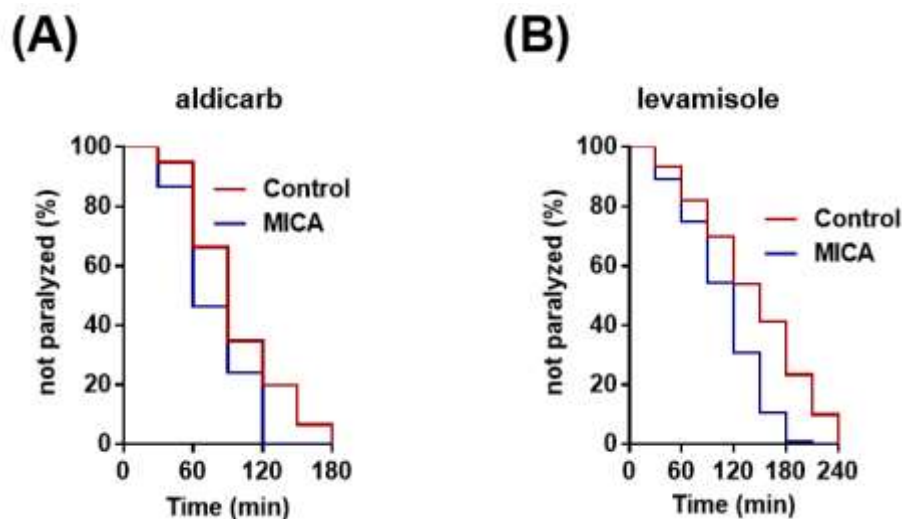 (A)
aldicarb
100
80
60
40
20
0
not paralyzed (%)
Control
MICA
0 60 120 180
Time (min)
(B)
levamisole
100
80
60
40
20
0
not paralyzed (%)
Control
MICA
0 60 120 180 240
Time (min)